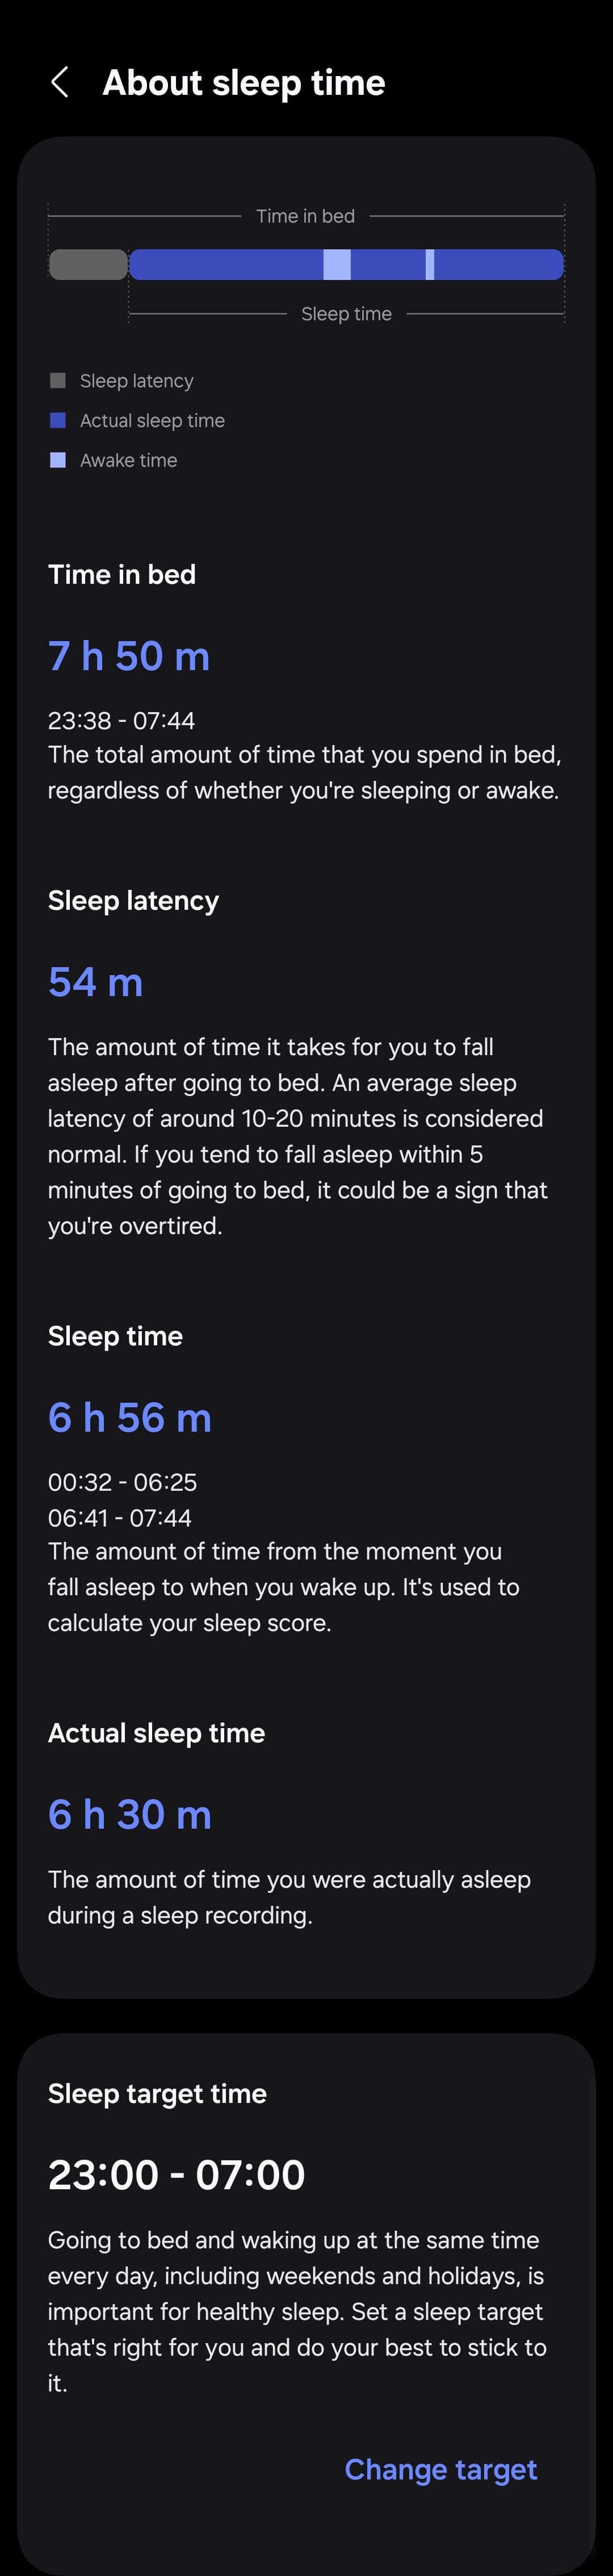 About sleep time
Time in bed
Sleep time
Sleep latency
Actual sleep time
Awake time
Time in bed
7 h 50 m
23:38 - 07:44
The total amount of time that you spend in bed,
regardless of whether you're sleeping or awake.
Sleep latency
54 m
The amount of time it takes for you to fall
asleep after going to bed. An average sleep
latency of around 10-20 minutes is considered
normal. If you tend to fall asleep within 5
minutes of going to bed, it could be a sign that
you're overtired.
Sleep time
6 h 56 m
00:32 - 06:25
06:41 - 07:44
The amount of time from the moment you
fall asleep to when you wake up. It's used to
calculate your sleep score.
Actual sleep time
6 h 30 m
The amount of time you were actually asleep
during a sleep recording.
Sleep target time
23:00 - 07:00
Going to bed and waking up at the same time
every day, including weekends and holidays, is
important for healthy sleep. Set a sleep target
that's right for you and do your best to stick to
it.
Change target